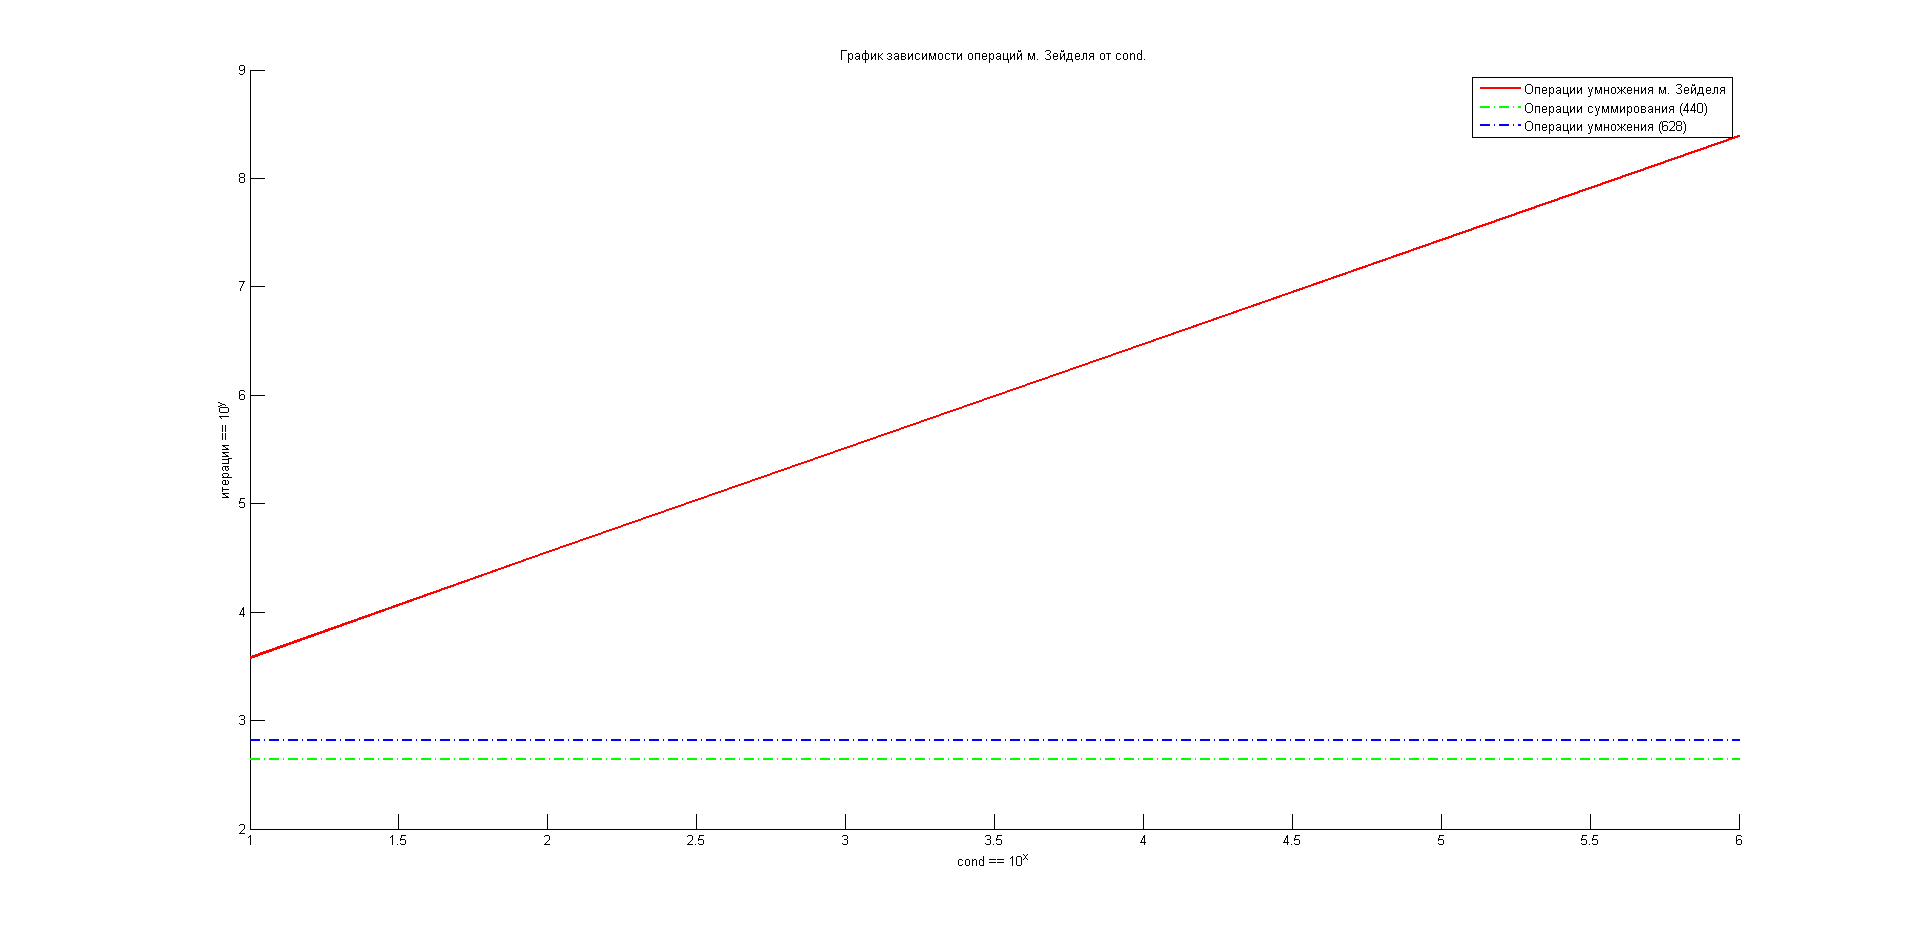 График зависимости операций м. Зейделя от cond.
Операции умножения м. Зейделя
Операции суммирования (440)
Операции умножения (628)
9
8
7
6
5
4
3
2
итерации == 10^y
1 1.5 2 2.5 3 3.5 4 4.5 5 5.5 6
cond == 10^x